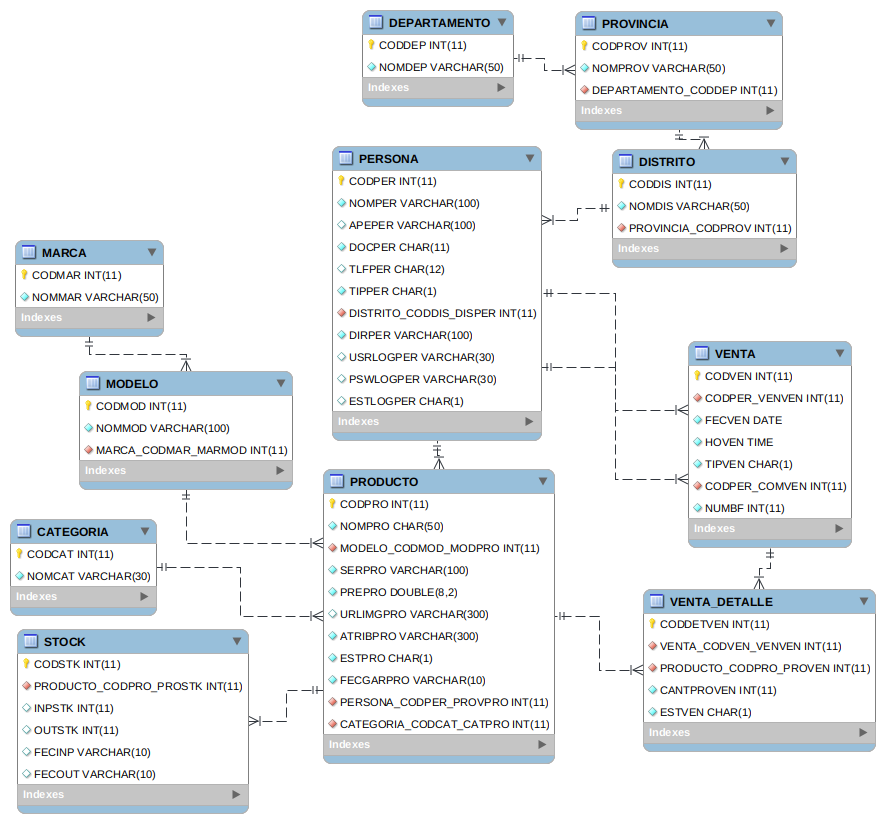 DEPARTAMENTO
CODDEP INT(11)
NOMDEP VARCHAR(50)
Indexes
PROVINCIA
CODPROV INT(11)
NOMPROV VARCHAR(50)
DEPARTAMENTO_CODDEP INT(11)
Indexes
PERSONA
CODPER INT(11)
NOMPER VARCHAR(100)
APEPER VARCHAR(100)
DOCPER CHAR(11)
TLFPER CHAR(12)
TIPPER CHAR(1)
DISTRITO_CODDIS_DISPER INT(11)
DIRPER VARCHAR(100)
USRLOGPER VARCHAR(30)
PSWLOGPER VARCHAR(30)
ESTLOGPER CHAR(1)
Indexes
DISTRITO
CODDIS INT(11)
NOMDIS VARCHAR(50)
PROVINCIA_CODPROV INT(11)
Indexes
MARCA
CODMAR INT(11)
NOMMAR VARCHAR(50)
Indexes
MODELO
CODMOD INT(11)
NOMMOD VARCHAR(100)
MARCA_CODMAR_MARMOD INT(11)
Indexes
VENTA
CODVEN INT(11)
CODPER_VENVEN INT(11)
FECVEN DATE
HOVEN TIME
TIPVEN CHAR(1)
CODPER_COMVEN INT(11)
NUMBF INT(11)
Indexes
PRODUCTO
CODPRO INT(11)
NOMPRO CHAR(50)
MODELO_CODMOD_MODPRO INT(11)
SERPRO VARCHAR(100)
PREPRO DOUBLE(8,2)
URLIMGPRO VARCHAR(300)
ATRIBPRO VARCHAR(300)
ESTPRO CHAR(1)
FECGARPRO VARCHAR(10)
PERSONA_CODPER_PROVPRO INT(11)
CATEGORIA_CODCAT_CATPRO INT(11)
Indexes
CATEGORIA
CODCAT INT(11)
NOMCAT VARCHAR(30)
Indexes
STOCK
CODSTK INT(11)
PRODUCTO_CODPRO_PROSTK INT(11)
INPSTK INT(11)
OUTSTK INT(11)
FECINP VARCHAR(10)
FECOUT VARCHAR(10)
Indexes
VENTA_DETALLE
CODDETVEN INT(11)
VENTA_CODVEN_VENVEN INT(11)
PRODUCTO_CODPRO_PROVEN INT(11)
CANTPROVEN INT(11)
ESTVEN CHAR(1)
Indexes